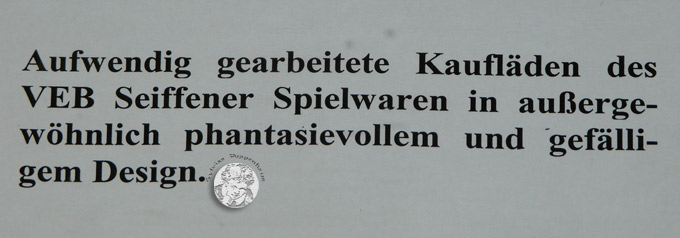 Aufwendig gearbeitete Kaufläden des
VEB Seiffener Spielwaren in außerge-
wöhnlich phantasievollem und gefälli-
gem Design.